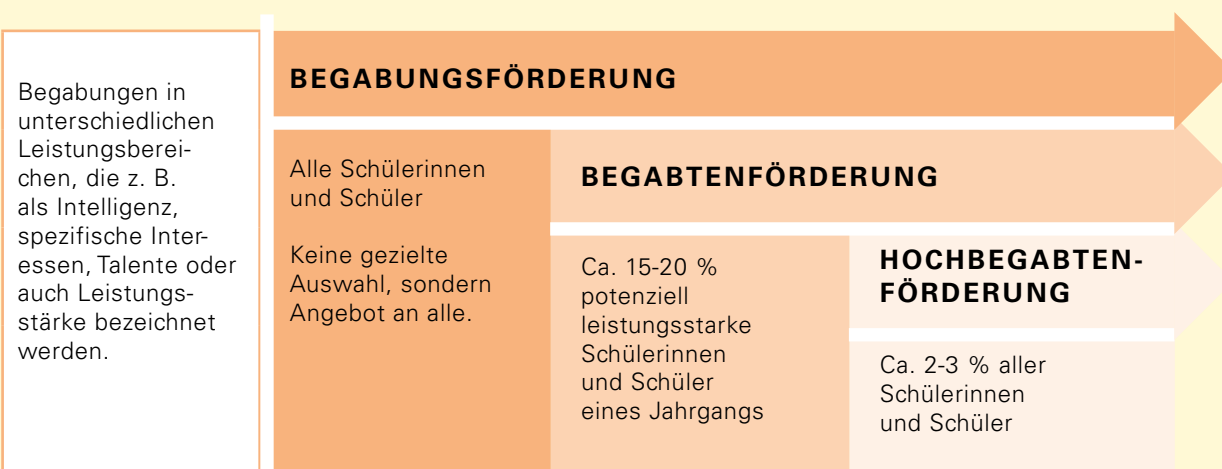 Begabungen in
unterschiedlichen
Leistungsberei-
chen, die z. B.
als Intelligenz,
spezifische Inter-
essen, Talente oder
auch Leistungs-
stärke bezeichnet
werden.
BEGABUNGSFÖRDERUNG
Alle Schülerinnen
und Schüler
Keine gezielte
Auswahl, sondern
Angebot an alle.
BEGABTENFÖRDERUNG
Ca. 15-20 %
potenziell
leistungsstarke
Schülerinnen
und Schüler
eines Jahrgangs
HOCHBEGABTEN-
FÖRDERUNG
Ca. 2-3 % aller
Schülerinnen
und Schüler